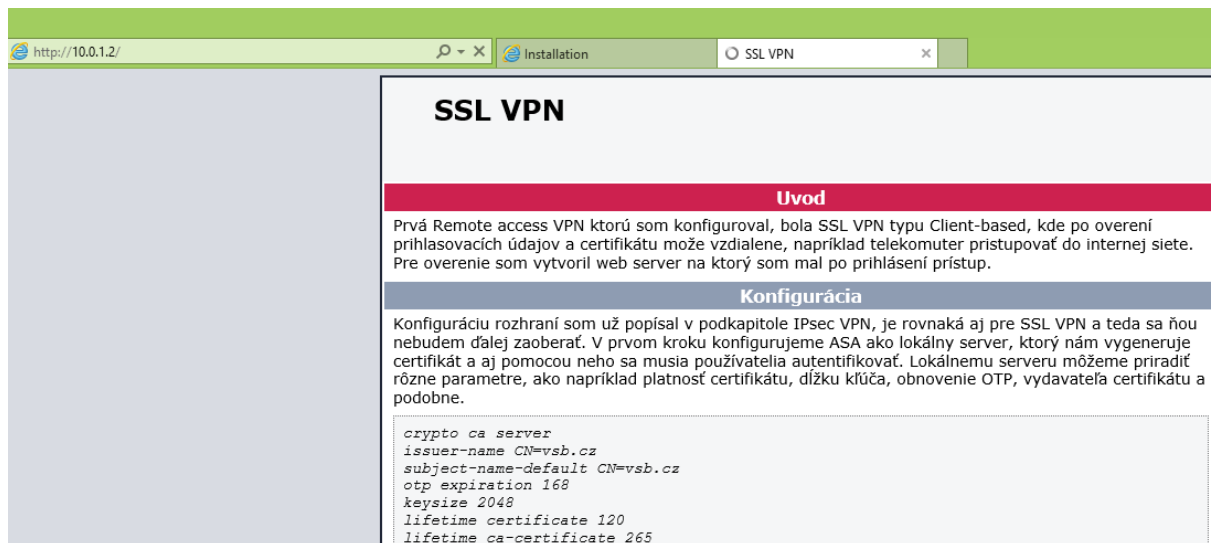 http://10.0.1.2/
Installation
SSL VPN
SSL VPN
Uvod
Prvá Remote access VPN ktorú som konfiguroval, bola SSL VPN typu Client-based, kde po overení
prihlasovacích údajov a certifikátu može vzdialene, napríklad telekomuter pristupovať do internej siete.
Pre overenie som vytvoril web server na ktorý som mal po prihlásení prístup.
Konfigurácia
Konfiguráciu rozhraní som už popísal v podkapitole IPsec VPN, je rovnaká aj pre SSL VPN a teda sa ňou
nebudem ďalej zaoberať. V prvom kroku konfigurujeme ASA ako lokálny server, ktorý nám vygeneruje
certifikát a aj pomocou neho sa musia používatelia autentifikovať. Lokálnemu serveru môžeme priradiť
rôzne parametre, ako napríklad platnosť certifikátu, dĺžku kľúča, obnovenie OTP, vydavateľa certifikátu a
podobne.
crypto ca server
issuer-name CN=vsb.cz
subject-name-default CN=vsb.cz
otp expiration 168
keysize 2048
lifetime certificate 120
lifetime ca-certificate 265